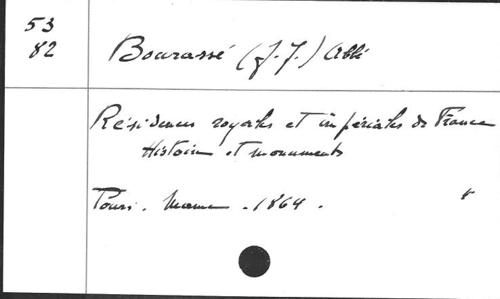 53
82
Bourassé (J.-J.) Abbé
Résidences royales et impériales de France
Histoire et monuments
Tours. Mame. 1864.